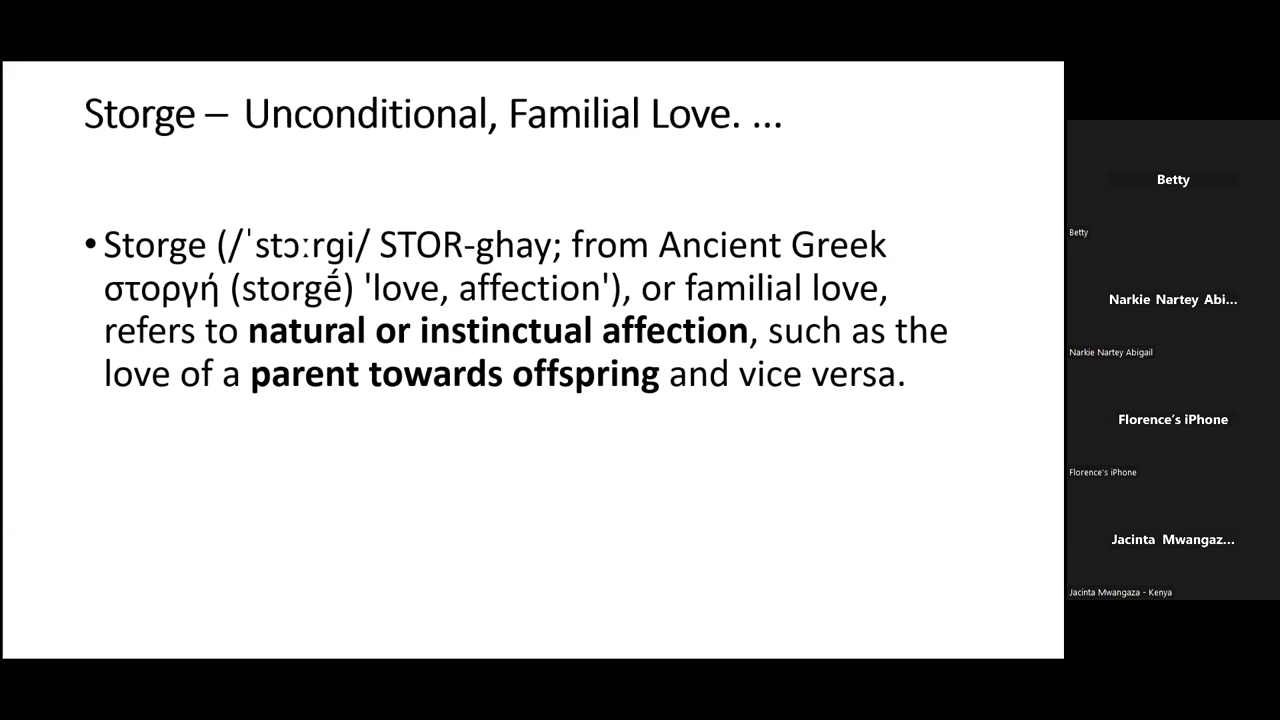 Storge – Unconditional, Familial Love. ...
• Storge (/ˈstɔːrɡi/ STOR-ghay; from Ancient Greek
στοργή (storgḗ) 'love, affection'), or familial love,
refers to natural or instinctual affection, such as the
love of a parent towards offspring and vice versa.
Betty
Betty
Narkie Nartey Abi...
Narkie Nartey Abigail
Florence's iPhone
Florence's iPhone
Jacinta Mwangaz...
Jacinta Mwangaza - Kenya